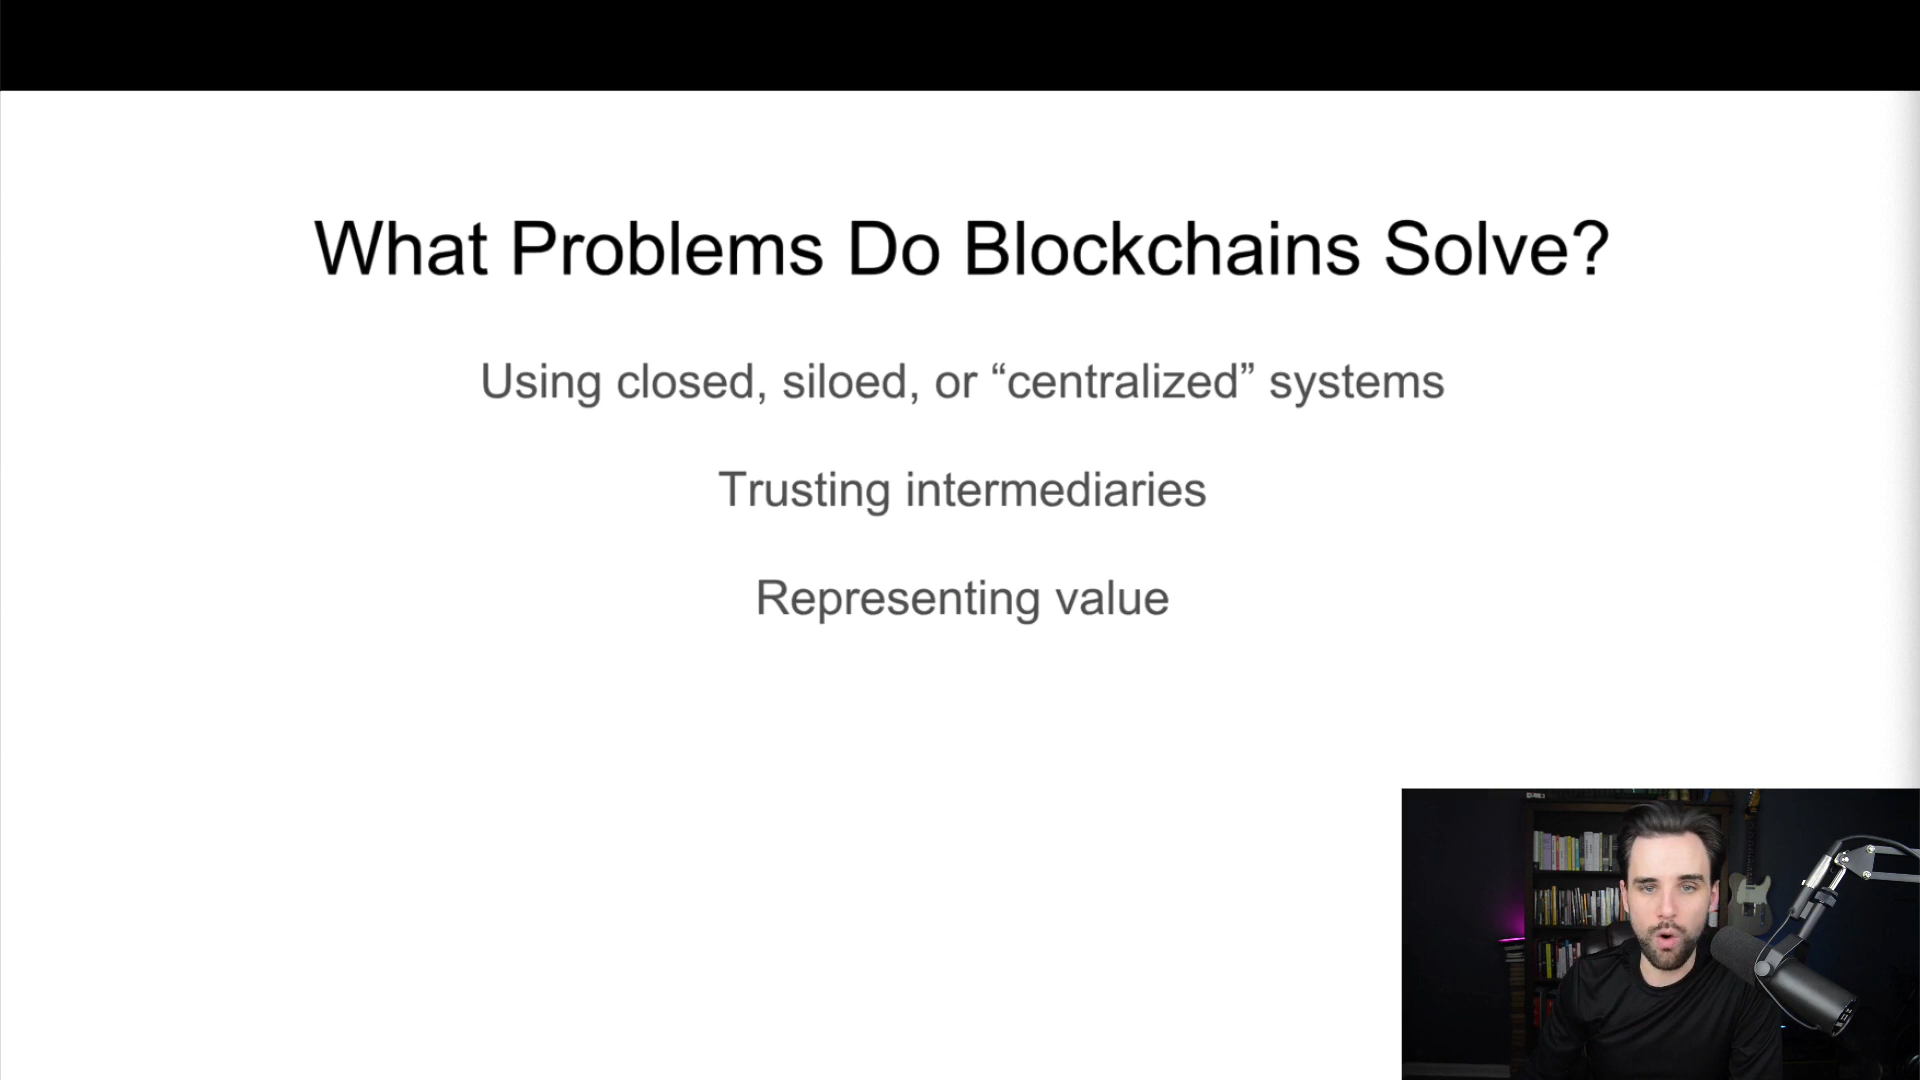 What Problems Do Blockchains Solve?
Using closed, siloed, or “centralized” systems
Trusting intermediaries
Representing value